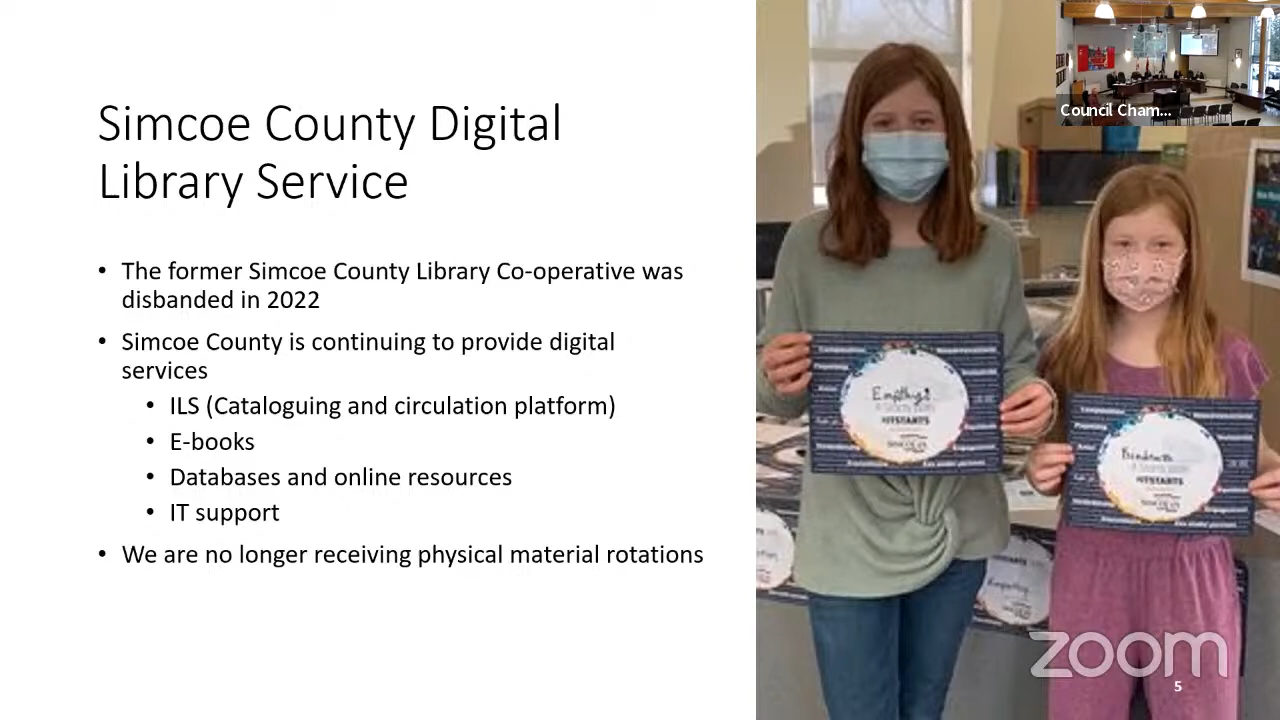 Simcoe County Digital
Library Service
• The former Simcoe County Library Co-operative was
disbanded in 2022
• Simcoe County is continuing to provide digital
services
• ILS (Cataloguing and circulation platform)
• E-books
• Databases and online resources
• IT support
• We are no longer receiving physical material rotations
Council Cham...
Empathy
Kindness
zoom
5